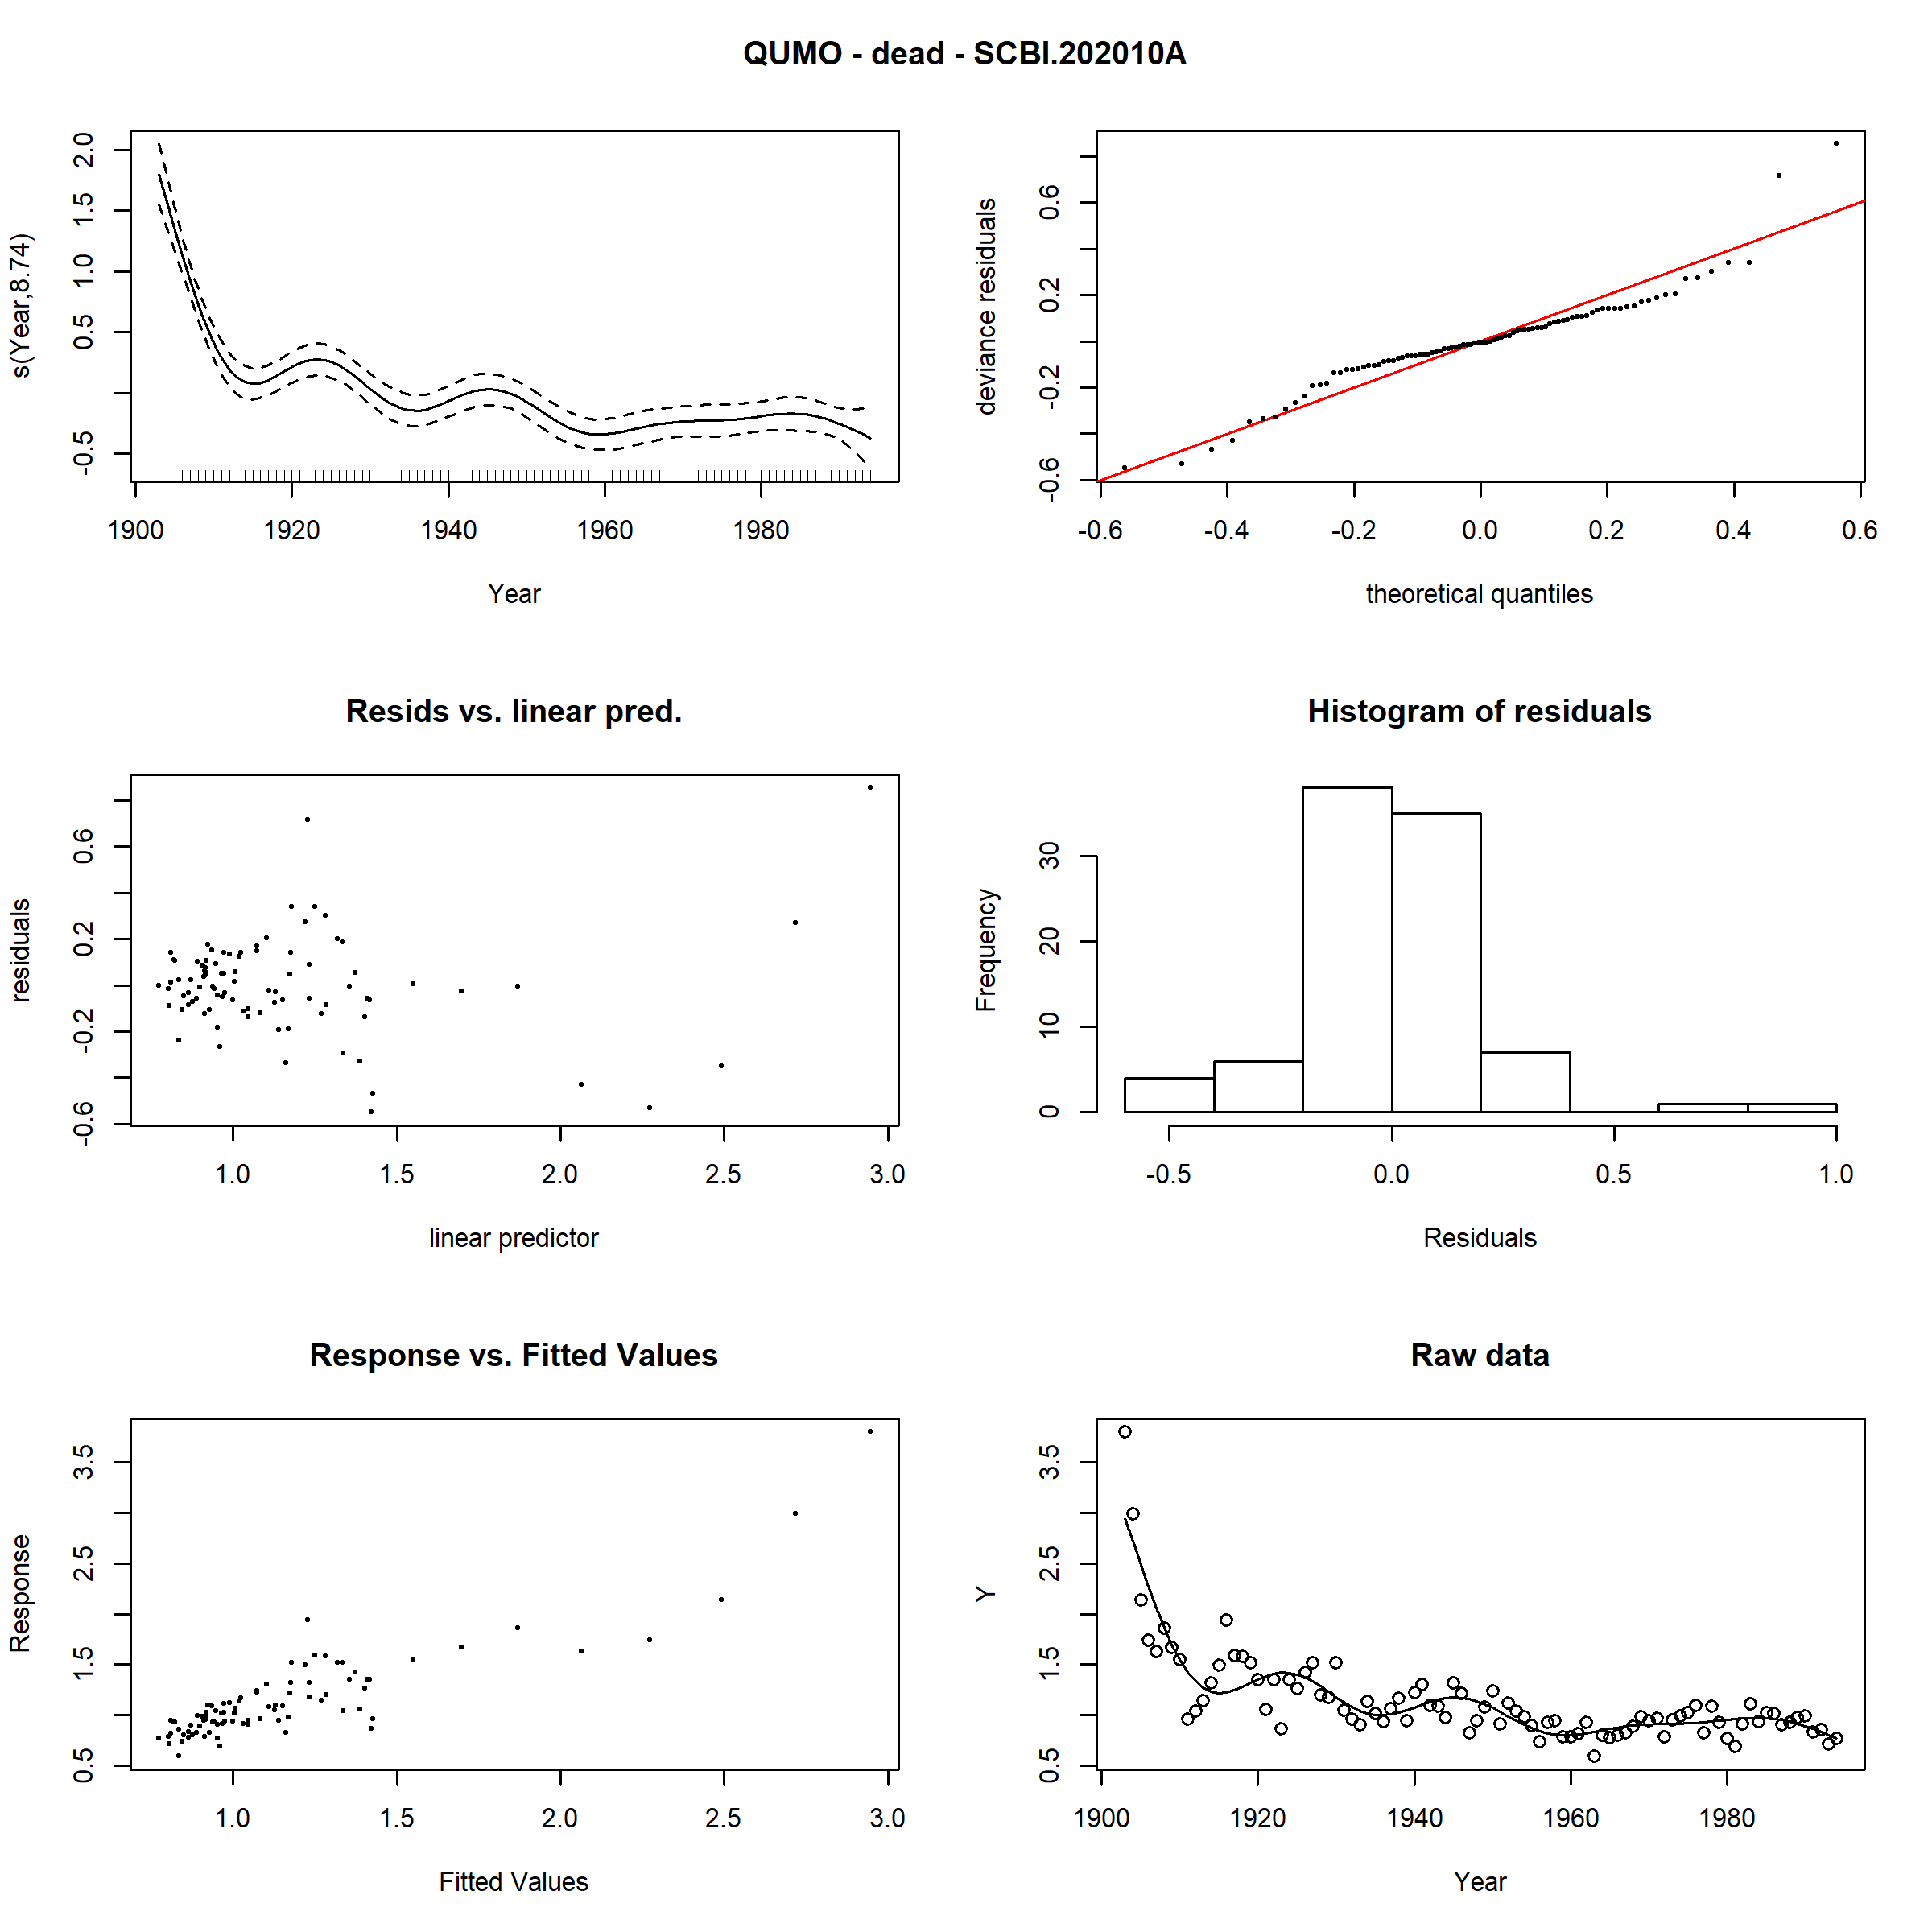 QUMO - dead - SCBI.202010A
s(Year,8.74)
2.0
1.5
1.0
0.5
-0.5
1900 1920 1940 1960 1980
Year
deviance residuals
0.6
0.2
-0.2
-0.6
-0.6 -0.4 -0.2 0.0 0.2 0.4 0.6
theoretical quantiles
Resids vs. linear pred.
residuals
0.6
0.2
-0.2
-0.6
1.0 1.5 2.0 2.5 3.0
linear predictor
Histogram of residuals
Frequency
30
20
10
0
-0.5 0.0 0.5 1.0
Residuals
Response vs. Fitted Values
Response
3.5
2.5
1.5
0.5
1.0 1.5 2.0 2.5 3.0
Fitted Values
Raw data
Y
3.5
2.5
1.5
0.5
1900 1920 1940 1960 1980
Year